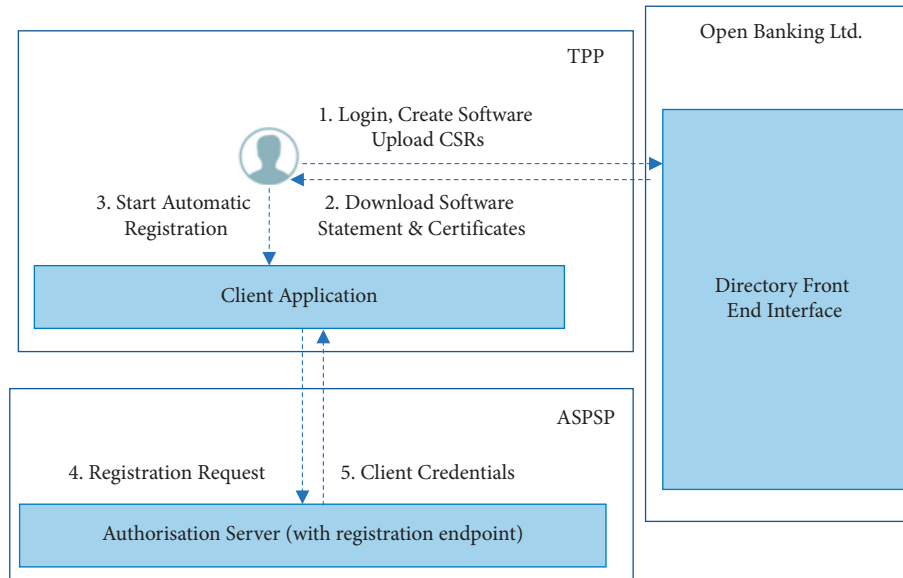 TPP
Open Banking Ltd.
1. Login, Create Software
Upload CSRs
3. Start Automatic
Registration
2. Download Software
Statement & Certificates
Client Application
Directory Front
End Interface
ASPSP
4. Registration Request
5. Client Credentials
Authorisation Server (with registration endpoint)